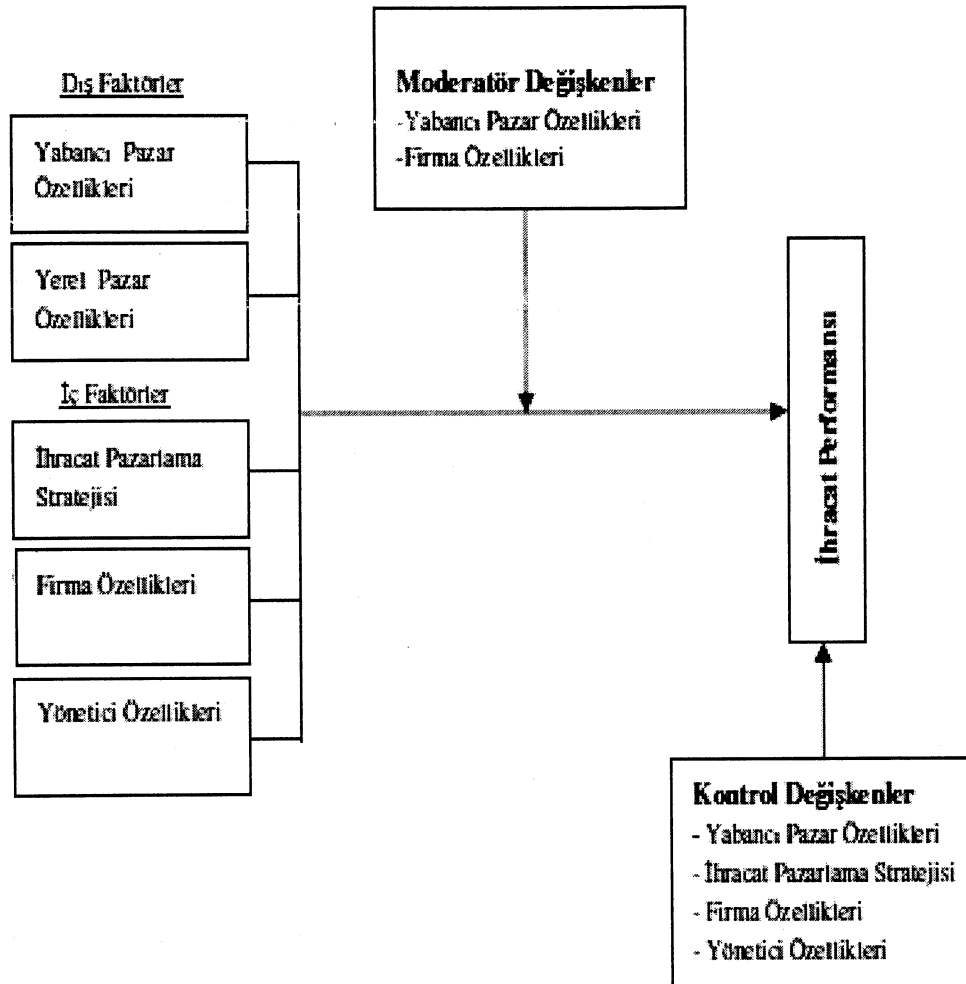 Dış Faktörler
Yabancı Pazar
Özellikleri
Yerel Pazar
Özellikleri
İç Faktörler
İhracat Pazarlama
Stratejisi
Firma Özellikleri
Yönetici Özellikleri
Moderatör Değişkenler
-Yabancı Pazar Özellikleri
-Firma Özellikleri
İhracat Performansı
Kontrol Değişkenler
- Yabancı Pazar Özellikleri
- İhracat Pazarlama Stratejisi
- Firma Özellikleri
- Yönetici Özellikleri